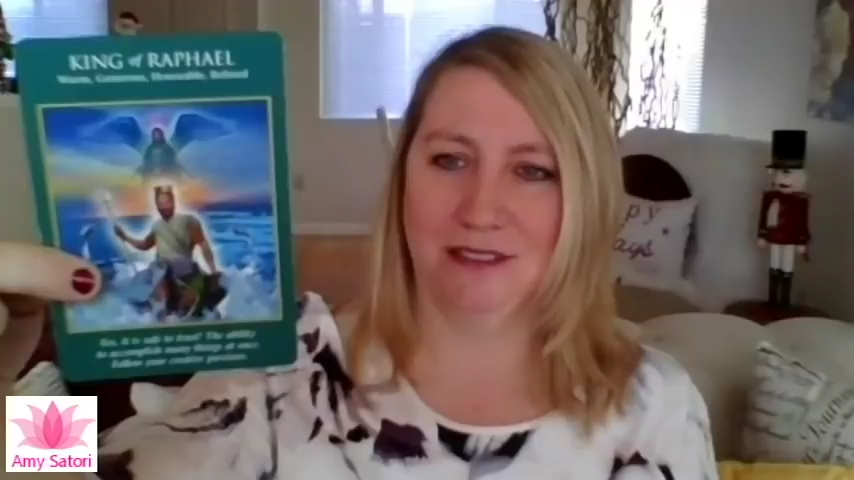 KING of RAPHAEL
Warm, Generous, Honorable, Refined
Yes, it is safe to trust! The ability
to accomplish many things at once.
Follow your creative passions.
Amy Satori